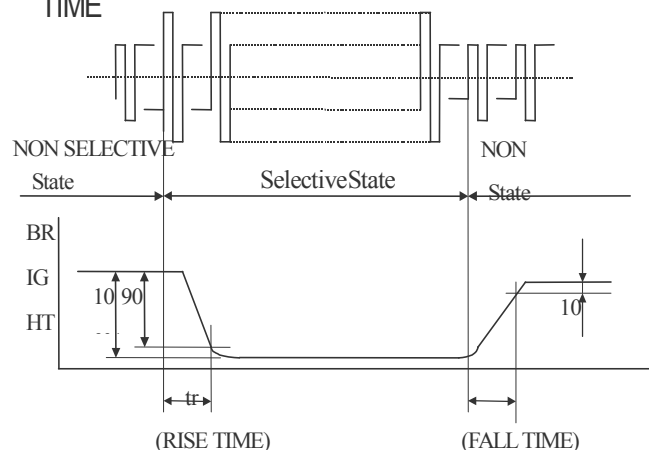 TIME
NON SELECTIVE
NON
State
SelectiveState
State
BR
IG
HT
10
90
10
tr
(RISE TIME)
(FALL TIME)